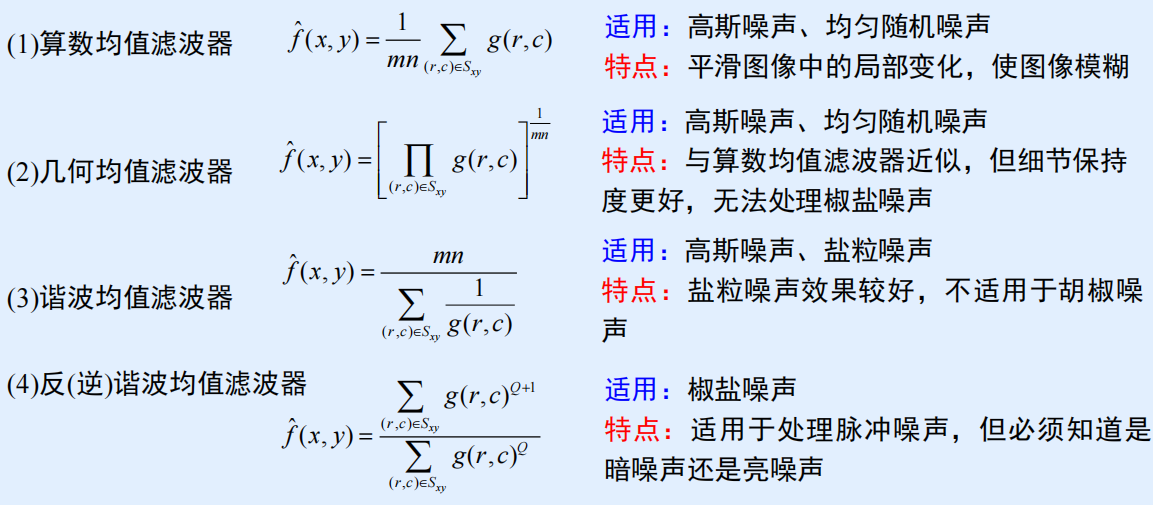 (1)算数均值滤波器 $\hat{f}(x,y)=\frac{1}{mn}\sum_{(r,c)\in S_{xy}} g(r,c)$
适用：高斯噪声、均匀随机噪声
特点：平滑图像中的局部变化，使图像模糊
(2)几何均值滤波器 $\hat{f}(x,y)=\left[\prod_{(r,c)\in S_{xy}} g(r,c)\right]^{\frac{1}{mn}}$
适用：高斯噪声、均匀随机噪声
特点：与算数均值滤波器近似，但细节保持
度更好，无法处理椒盐噪声
(3)谐波均值滤波器 $\hat{f}(x,y)=\frac{mn}{\sum_{(r,c)\in S_{xy}} \frac{1}{g(r,c)}}$
适用：高斯噪声、盐粒噪声
特点：盐粒噪声效果较好，不适用于胡椒噪
声
(4)反(逆)谐波均值滤波器
$\hat{f}(x,y)=\frac{\sum_{(r,c)\in S_{xy}} g(r,c)^{Q+1}}{\sum_{(r,c)\in S_{xy}} g(r,c)^{Q}}$
适用：椒盐噪声
特点：适用于处理脉冲噪声，但必须知道是
暗噪声还是亮噪声